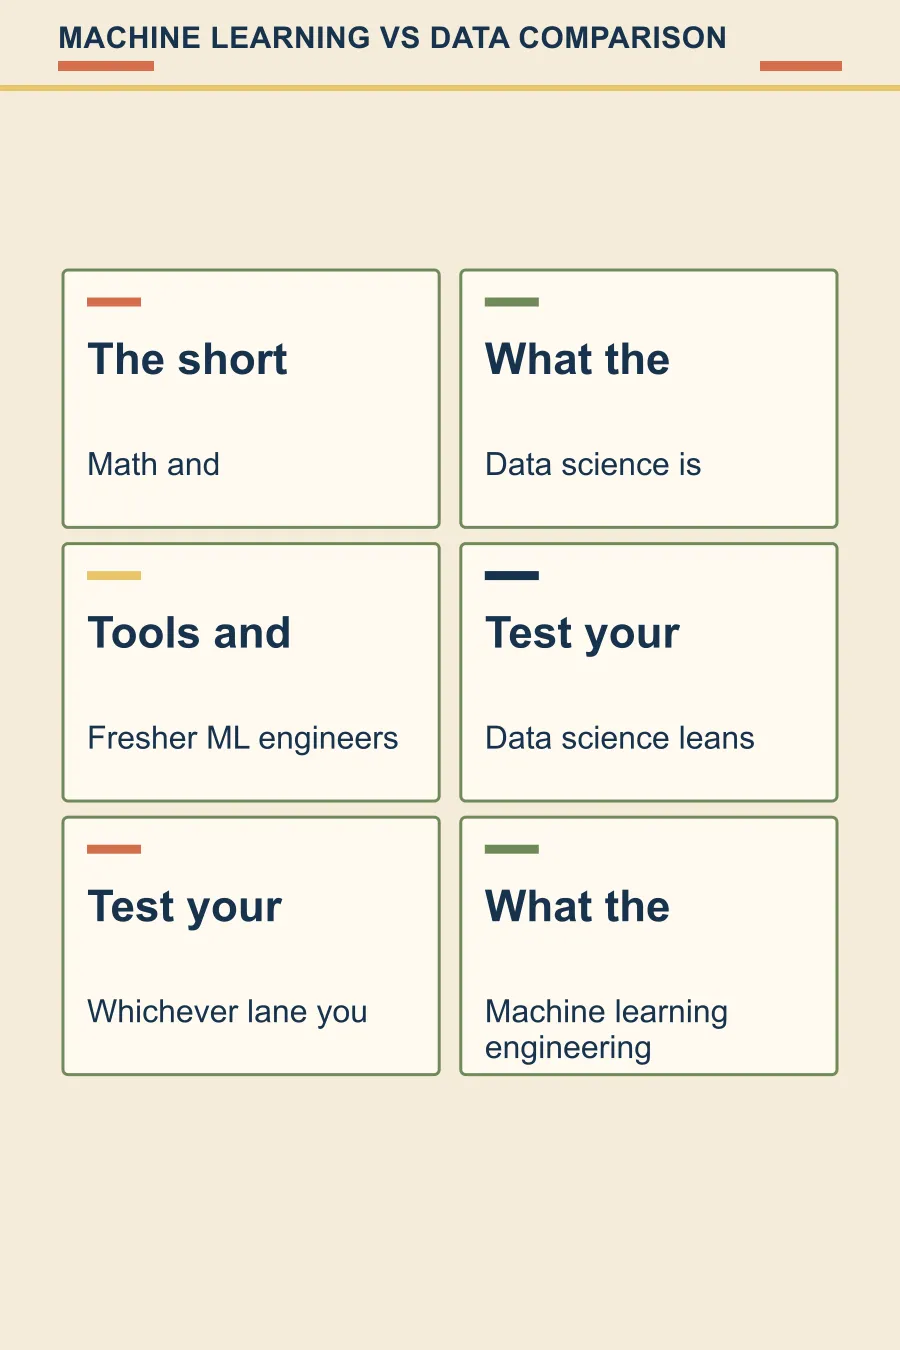 MACHINE LEARNING VS DATA COMPARISON
The short
Math and
What the
Data science is
Tools and
Fresher ML engineers
Test your
Data science leans
Test your
Whichever lane you
What the
Machine learning
engineering